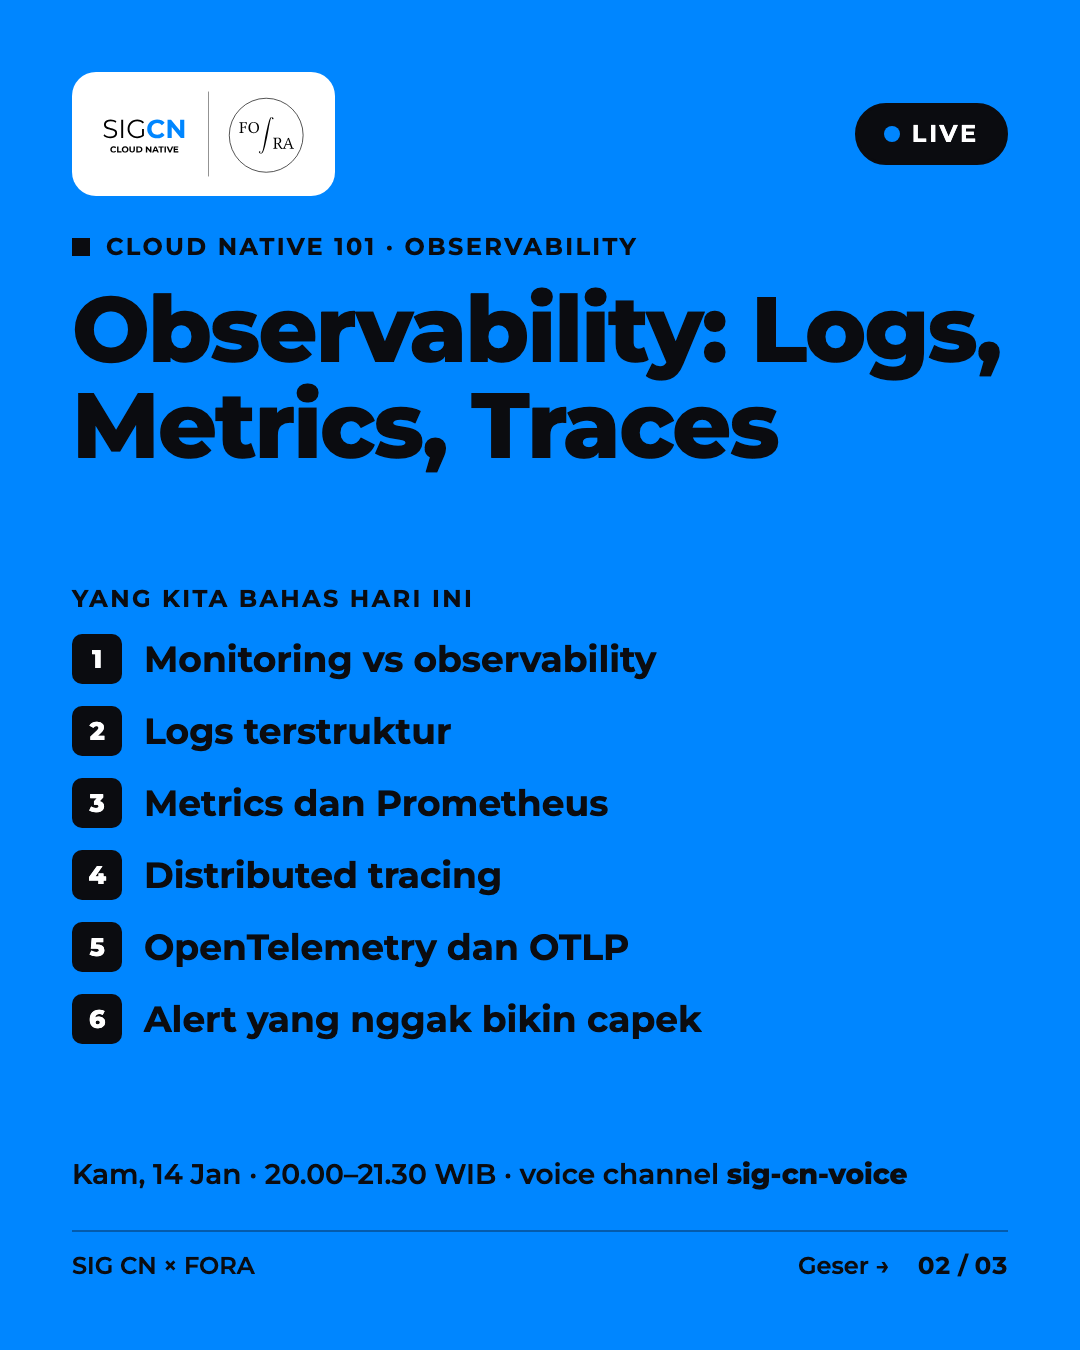 SIGCN
CLOUD NATIVE
FO
RA
LIVE
CLOUD NATIVE 101 · OBSERVABILITY
Observability: Logs,
Metrics, Traces
YANG KITA BAHAS HARI INI
1 Monitoring vs observability
2 Logs terstruktur
3 Metrics dan Prometheus
4 Distributed tracing
5 OpenTelemetry dan OTLP
6 Alert yang nggak bikin capek
Kam, 14 Jan · 20.00–21.30 WIB · voice channel sig-cn-voice
SIG CN × FORA
Geser → 02 / 03